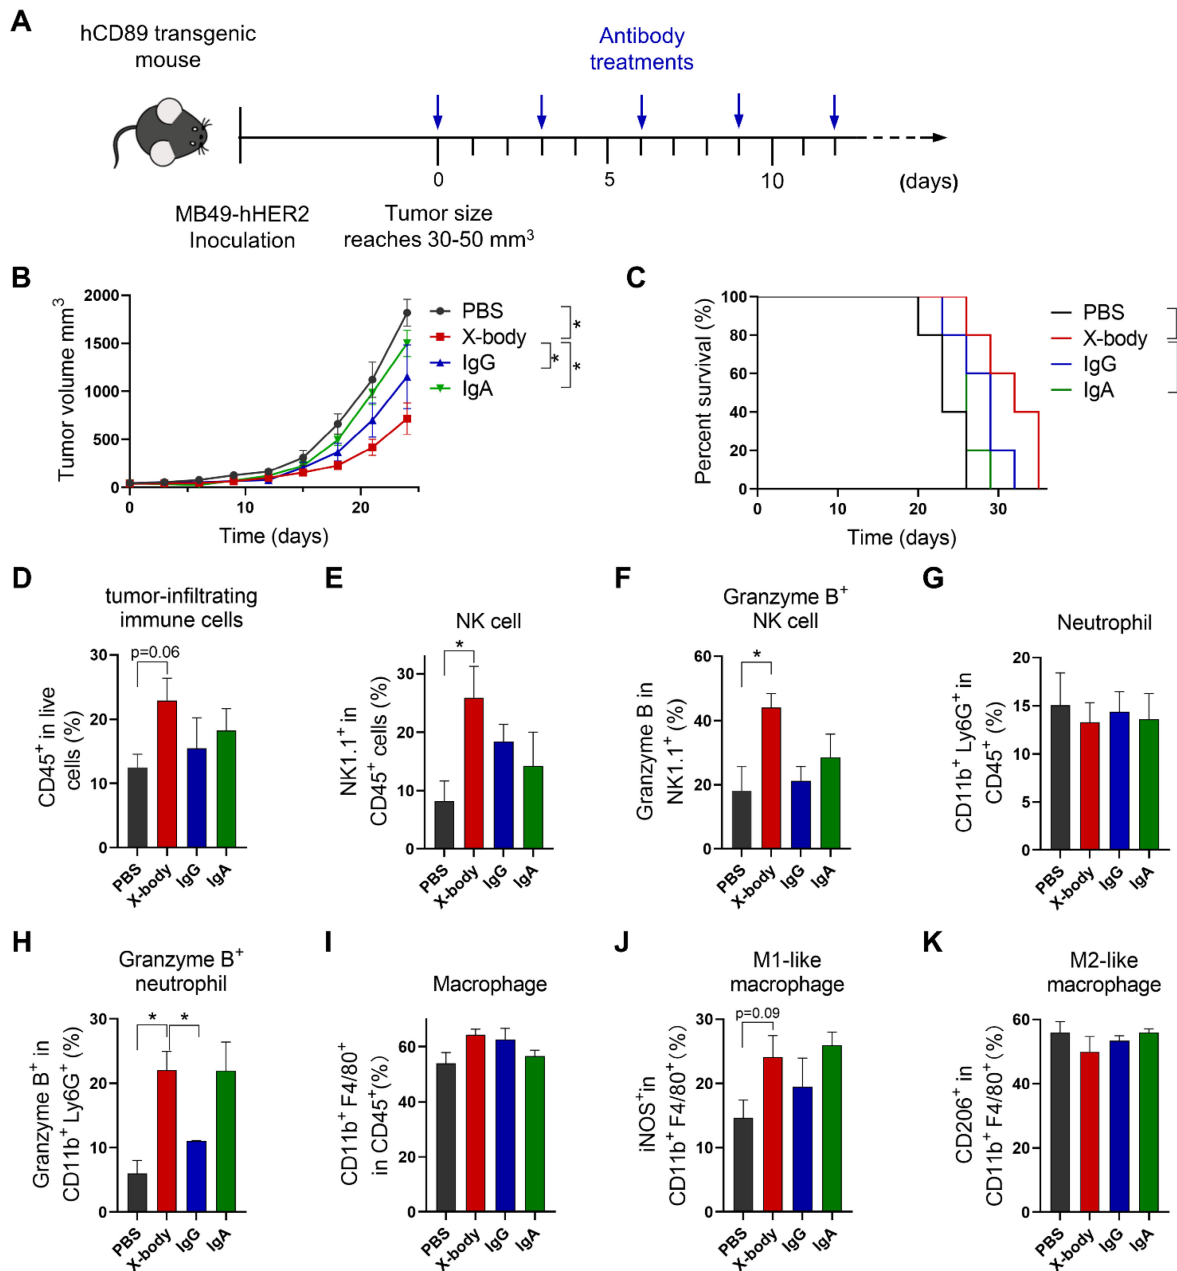 A
hCD89 transgenic
mouse
Antibody
treatments
0
5
10
(days)
MB49-hHER2
Inoculation
Tumor size
reaches 30-50 mm³
B
Tumor volume mm³
2000
1500
1000
500
0
0
10
20
Time (days)
PBS
X-body
IgG
IgA
*
*
*
C
Percent survival (%)
100
80
60
40
20
0
0
10
20
30
Time (days)
PBS
X-body
IgG
IgA
D
tumor-infiltrating
immune cells
p=0.06
CD45⁺ in live
cells (%)
30
20
10
0
PBS
X-body
IgG
IgA
E
NK cell
*
NK1.1⁺ in
CD45⁺ cells (%)
30
20
10
0
PBS
X-body
IgG
IgA
F
Granzyme B⁺
NK cell
*
Granzyme B in
NK1.1⁺ (%)
60
40
20
0
PBS
X-body
IgG
IgA
G
Neutrophil
CD11b⁺ Ly6G⁺ in
CD45⁺ (%)
20
15
10
5
0
PBS
X-body
IgG
IgA
H
Granzyme B⁺
neutrophil
* *
Granzyme B⁺ in
CD11b⁺ Ly6G⁺ (%)
30
20
10
0
PBS
X-body
IgG
IgA
I
Macrophage
CD11b⁺ F4/80⁺
in CD45⁺(%)
60
40
20
0
PBS
X-body
IgG
IgA
J
M1-like
macrophage
p=0.09
iNOS⁺in
CD11b⁺ F4/80⁺ (%)
30
20
10
0
PBS
X-body
IgG
IgA
K
M2-like
macrophage
CD206⁺ in
CD11b⁺ F4/80⁺ (%)
60
40
20
0
PBS
X-body
IgG
IgA